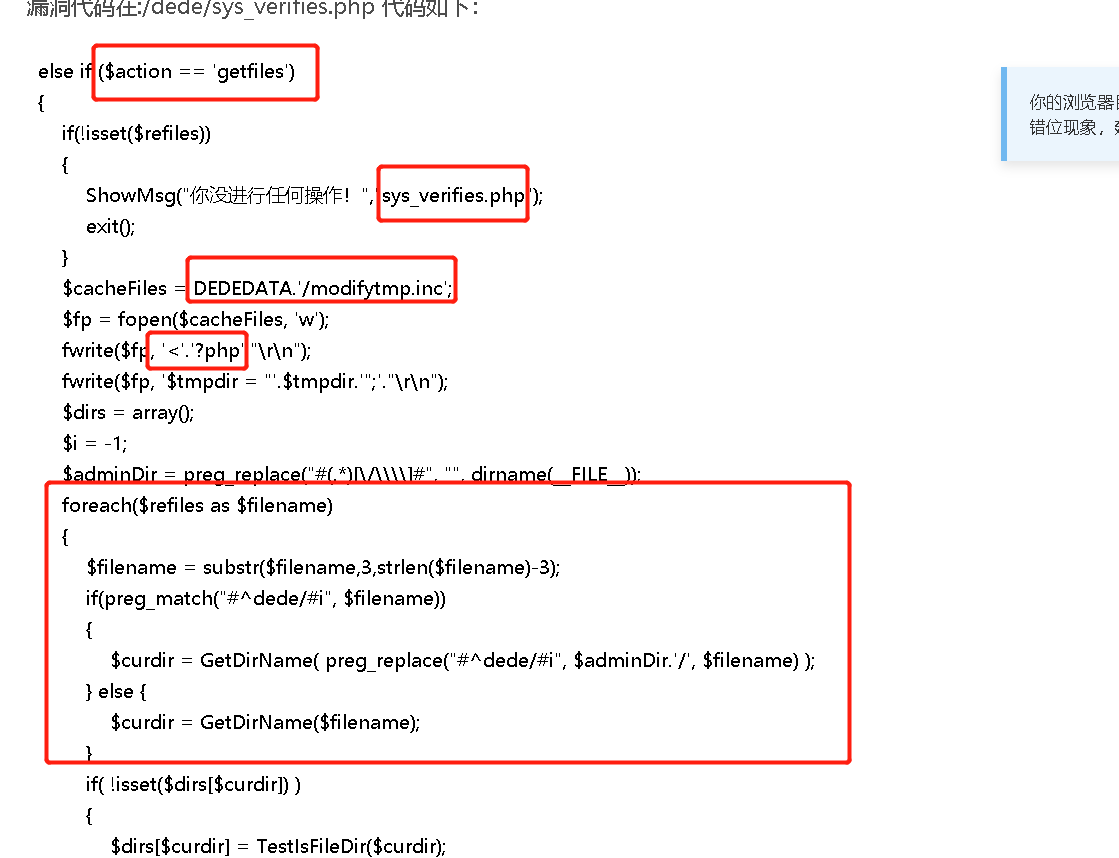 漏洞代码在:/dede/sys_verifies.php 代码如下：
else if ($action == 'getfiles')
{
if(!isset($refiles))
{
ShowMsg("你没进行任何操作！","sys_verifies.php");
exit();
}
$cacheFiles = DEDEDATA.'/modifytmp.inc';
$fp = fopen($cacheFiles, 'w');
fwrite($fp, '<'.'?php'."\r\n");
fwrite($fp, '$tmpdir = "'.$tmpdir.'";'."\r\n");
$dirs = array();
$i = -1;
$adminDir = preg_replace("#(.*)[\/\\\\]#", "", dirname(__FILE__));
foreach($refiles as $filename)
{
$filename = substr($filename,3,strlen($filename)-3);
if(preg_match("#^dede/#i", $filename))
{
$curdir = GetDirName( preg_replace("#^dede/#i", $adminDir.'/', $filename) );
} else {
$curdir = GetDirName($filename);
}
if( !isset($dirs[$curdir]) )
{
$dirs[$curdir] = TestIsFileDir($curdir);
你的浏览器
错位现象，